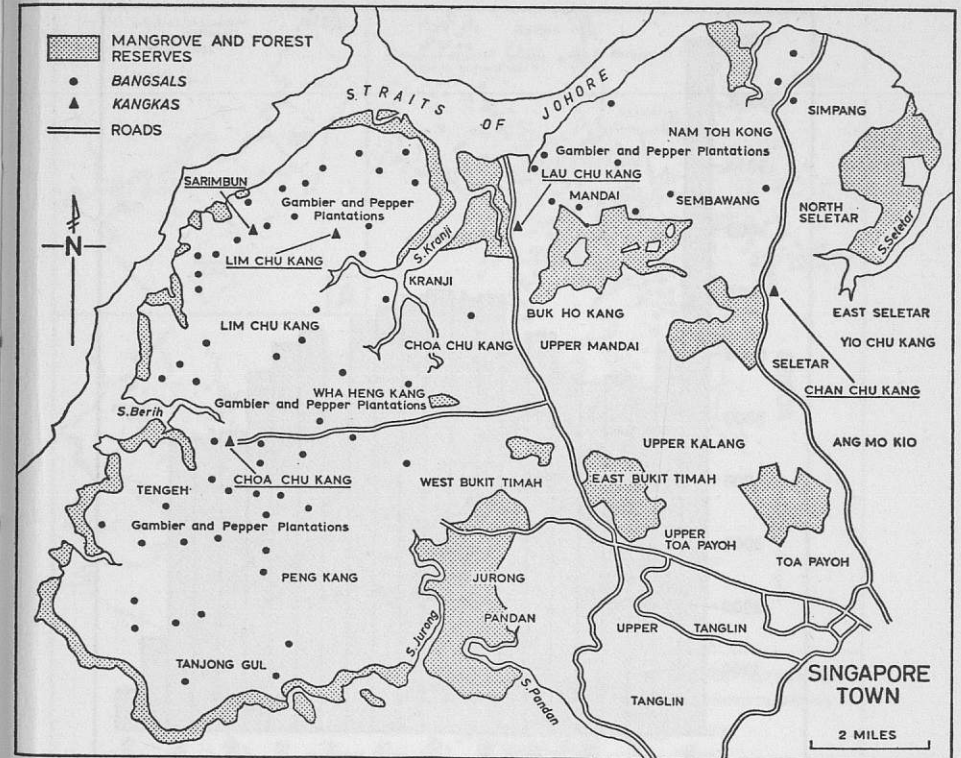 MANGROVE AND FOREST
RESERVES
BANGSALS
KANGKAS
ROADS
STRAITS OF JOHORE
N
SIMPANG
NAM TOH KONG
Gambier and Pepper Plantations
LAU CHU KANG
SARIMBUN
MANDAI
SEMBAWANG
Gambier and Pepper
Plantations
NORTH
SELETAR
S.Seletar
LIM CHU KANG
S.Kranji
KRANJI
BUK HO KANG
EAST SELETAR
LIM CHU KANG
CHOA CHU KANG
UPPER MANDAI
YIO CHU KANG
SELETAR
CHAN CHU KANG
WHA HENG KANG
Gambier and Pepper Plantations
S.Berih
UPPER KALANG
ANG MO KIO
CHOA CHU KANG
WEST BUKIT TIMAH
EAST BUKIT TIMAH
TENGEH
Gambier and Pepper Plantations
UPPER
TOA PAYOH
TOA PAYOH
PENG KANG
JURONG
PANDAN
S.Jurong
UPPER TANGLIN
TANJONG GUL
S.Pandan
TANGLIN
SINGAPORE
TOWN
2 MILES